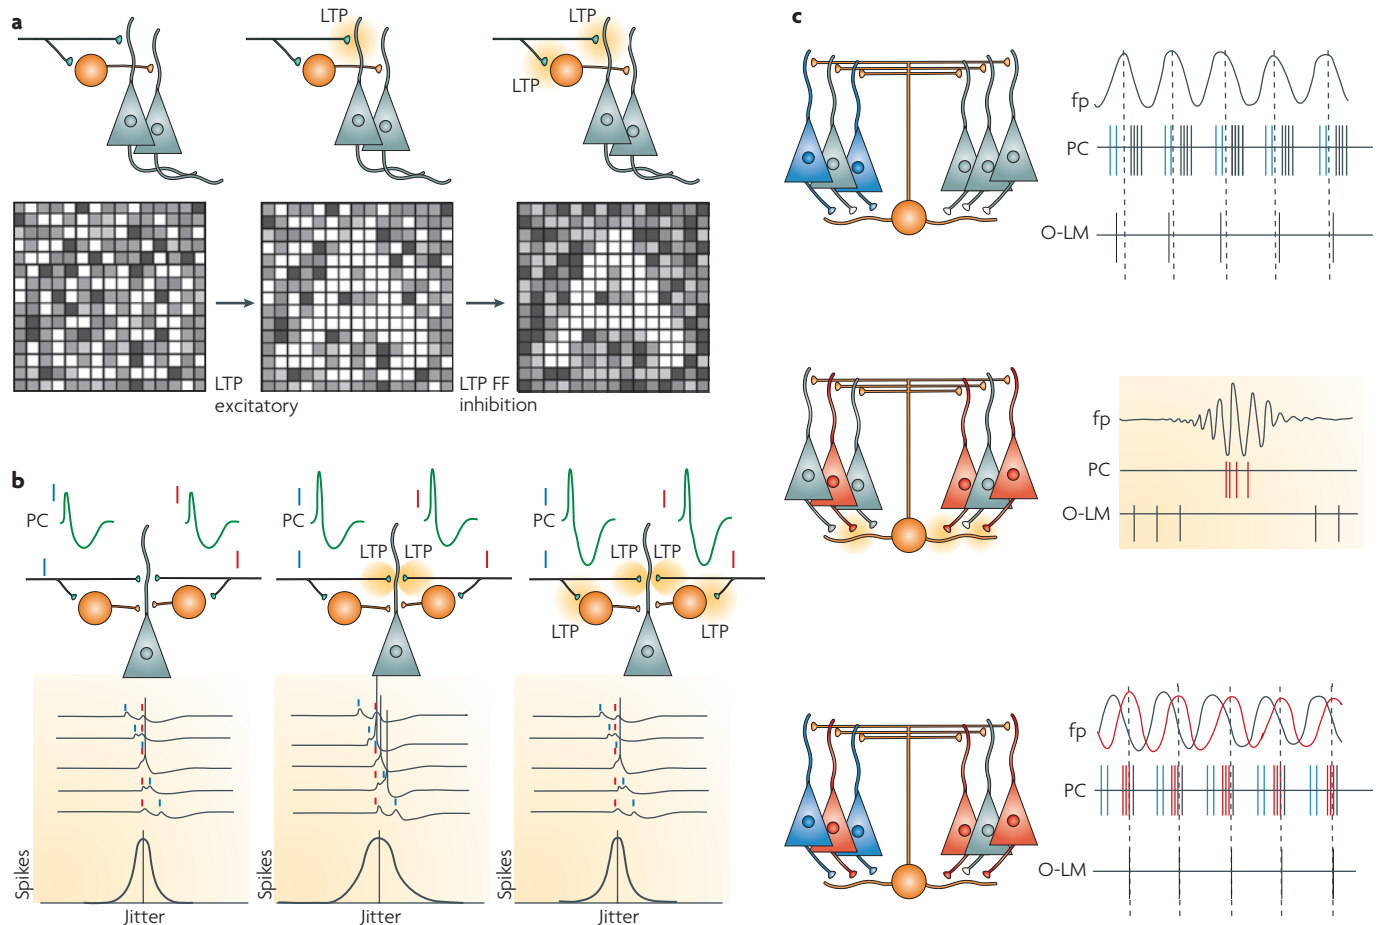 a
LTP
LTP
LTP
LTP
excitatory
LTP FF
inhibition
b
PC
PC
PC
LTP
LTP
LTP
LTP
LTP
LTP
Spikes
Jitter
Spikes
Jitter
Spikes
Jitter
c
fp
PC
O-LM
fp
PC
O-LM
fp
PC
O-LM